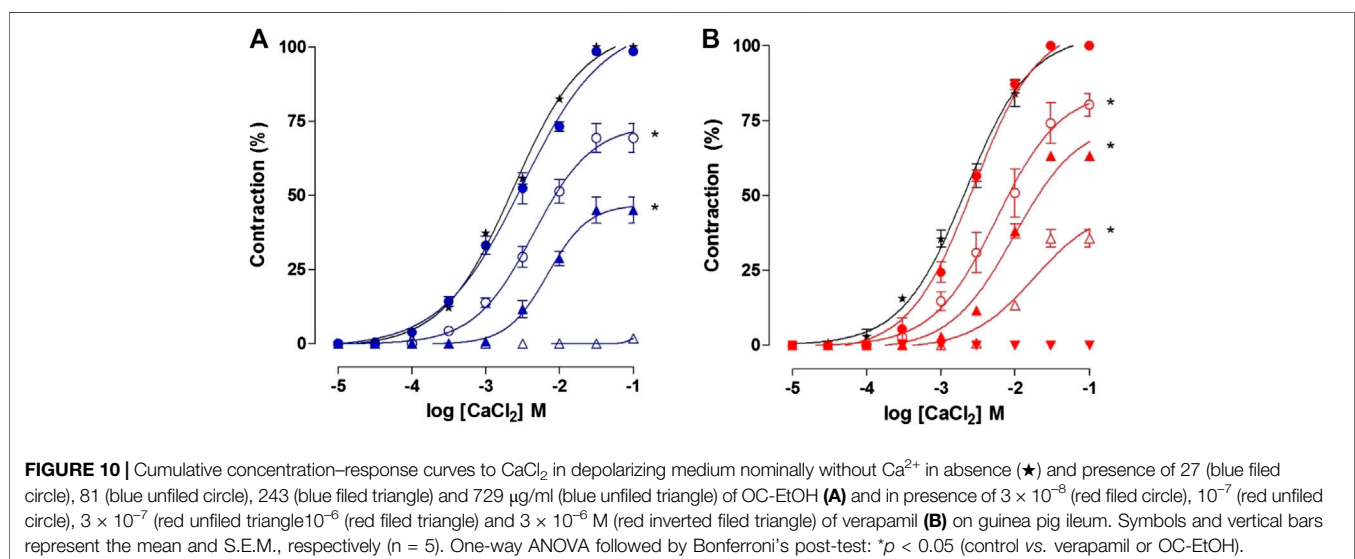 A
B
100
75
50
25
0
Contraction (%)
-5 -4 -3 -2 -1
log [CaCl₂] M
*
*
100
75
50
25
0
Contraction (%)
-5 -4 -3 -2 -1
log [CaCl₂] M
*
*
*
FIGURE 10 | Cumulative concentration–response curves to CaCl₂ in depolarizing medium nominally without Ca²⁺ in absence (★) and presence of 27 (blue filed
circle), 81 (blue unfiled circle), 243 (blue filed triangle) and 729 μg/ml (blue unfiled triangle) of OC-EtOH (A) and in presence of 3 × 10⁻⁸ (red filed circle), 10⁻⁷ (red unfiled
circle), 3 × 10⁻⁷ (red unfiled triangle10⁻⁶ (red filed triangle) and 3 × 10⁻⁶ M (red inverted filed triangle) of verapamil (B) on guinea pig ileum. Symbols and vertical bars
represent the mean and S.E.M., respectively (n = 5). One-way ANOVA followed by Bonferroni’s post-test: *p < 0.05 (control vs. verapamil or OC-EtOH).